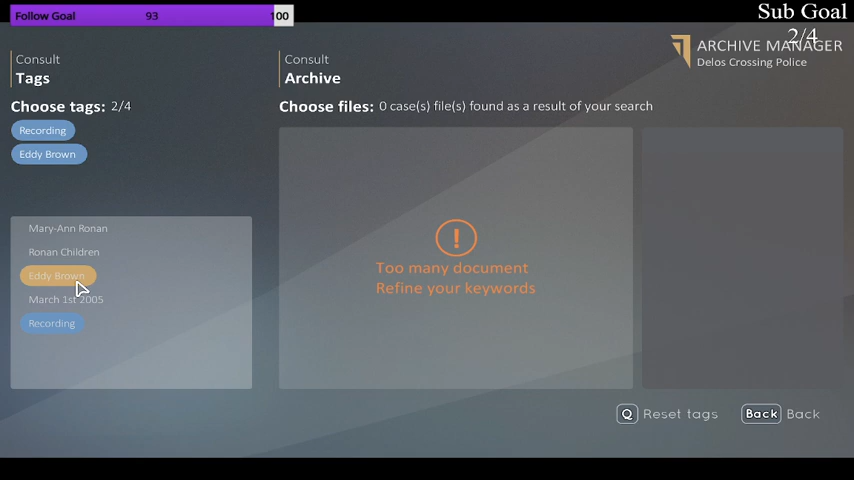 Follow Goal 93 100
Sub Goal
2/4
ARCHIVE MANAGER
Delos Crossing Police
Consult
Tags
Choose tags: 2/4
Recording
Eddy Brown
Mary-Ann Ronan
Ronan Children
Eddy Brown
March 1st 2005
Recording
Consult
Archive
Choose files: 0 case(s) file(s) found as a result of your search
!
Too many document
Refine your keywords
Q Reset tags Back Back